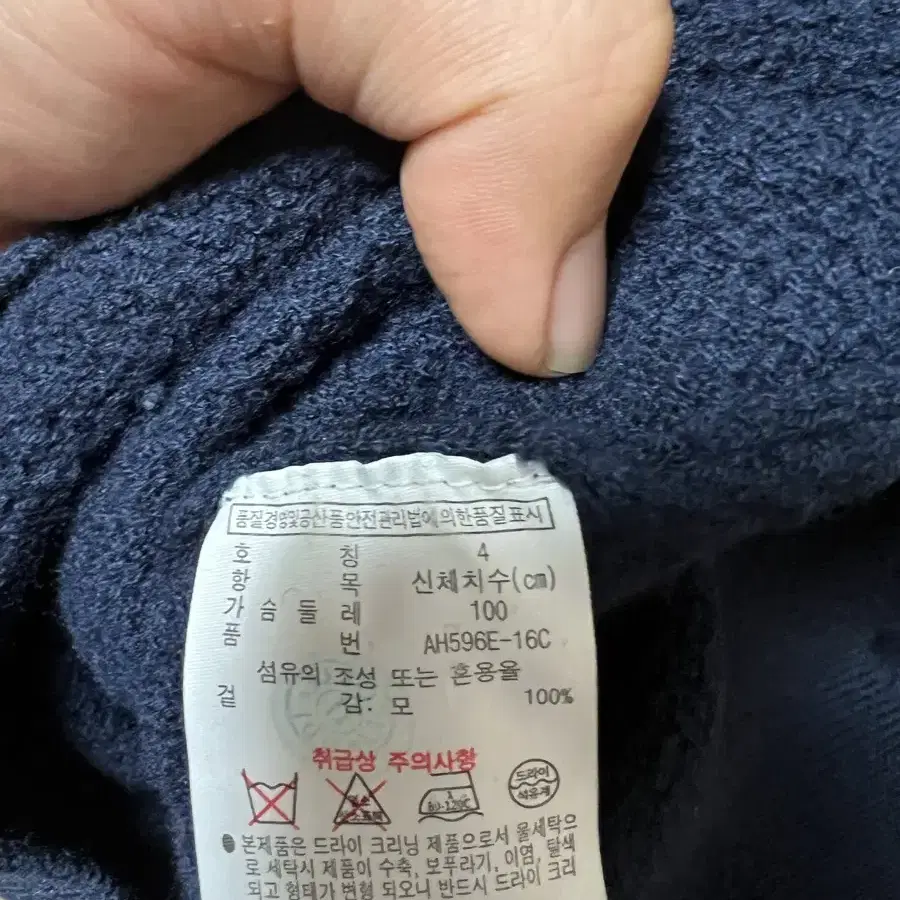 품질경영및공산품안전관리법에의한품질표시
호 칭 4
항 목 신체치수(cm)
가 슴 둘 레 100
품 번 AH596E-16C
섬유의 조성 또는 혼용율
겉 감: 모 100%
취급상 주의사항
80-120℃
드라이
석유계
● 본제품은 드라이 크리닝 제품으로서 물세탁으
로 세탁시 제품이 수축, 보푸라기, 이염, 탈색
되고 형태가 변형 되오니 반드시 드라이 크리